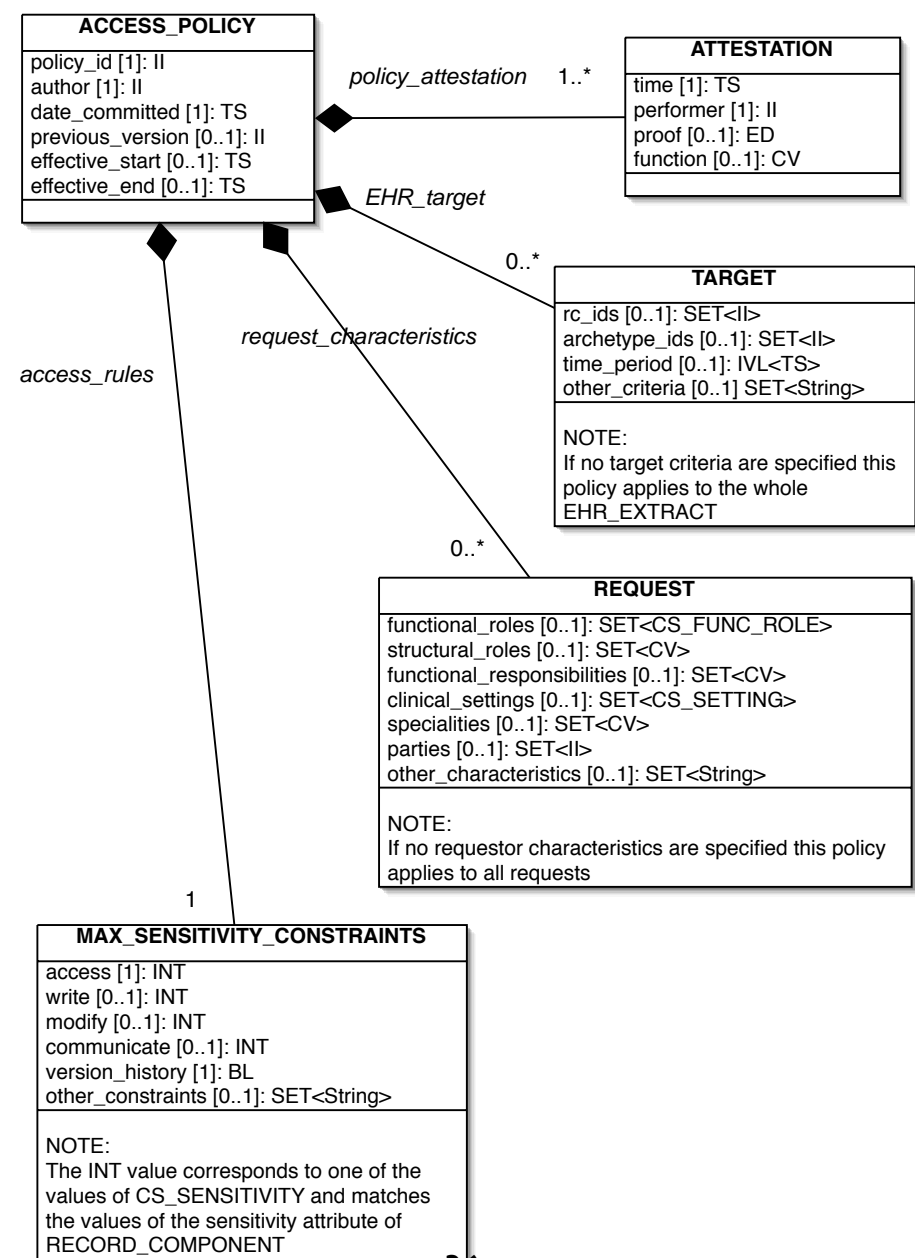 ACCESS_POLICY
policy_id [1]: II
author [1]: II
date_committed [1]: TS
previous_version [0..1]: II
effective_start [0..1]: TS
effective_end [0..1]: TS
policy_attestation 1..*
ATTESTATION
time [1]: TS
performer [1]: II
proof [0..1]: ED
function [0..1]: CV
EHR_target
0..*
TARGET
rc_ids [0..1]: SET<II>
archetype_ids [0..1]: SET<II>
time_period [0..1]: IVL<TS>
other_criteria [0..1] SET<String>
NOTE:
If no target criteria are specified this
policy applies to the whole
EHR_EXTRACT
request_characteristics
access_rules
0..*
REQUEST
functional_roles [0..1]: SET<CS_FUNC_ROLE>
structural_roles [0..1]: SET<CV>
functional_responsibilities [0..1]: SET<CV>
clinical_settings [0..1]: SET<CS_SETTING>
specialities [0..1]: SET<CV>
parties [0..1]: SET<II>
other_characteristics [0..1]: SET<String>
NOTE:
If no requestor characteristics are specified this policy
applies to all requests
1
MAX_SENSITIVITY_CONSTRAINTS
access [1]: INT
write [0..1]: INT
modify [0..1]: INT
communicate [0..1]: INT
version_history [1]: BL
other_constraints [0..1]: SET<String>
NOTE:
The INT value corresponds to one of the
values of CS_SENSITIVITY and matches
the values of the sensitivity attribute of
RECORD_COMPONENT